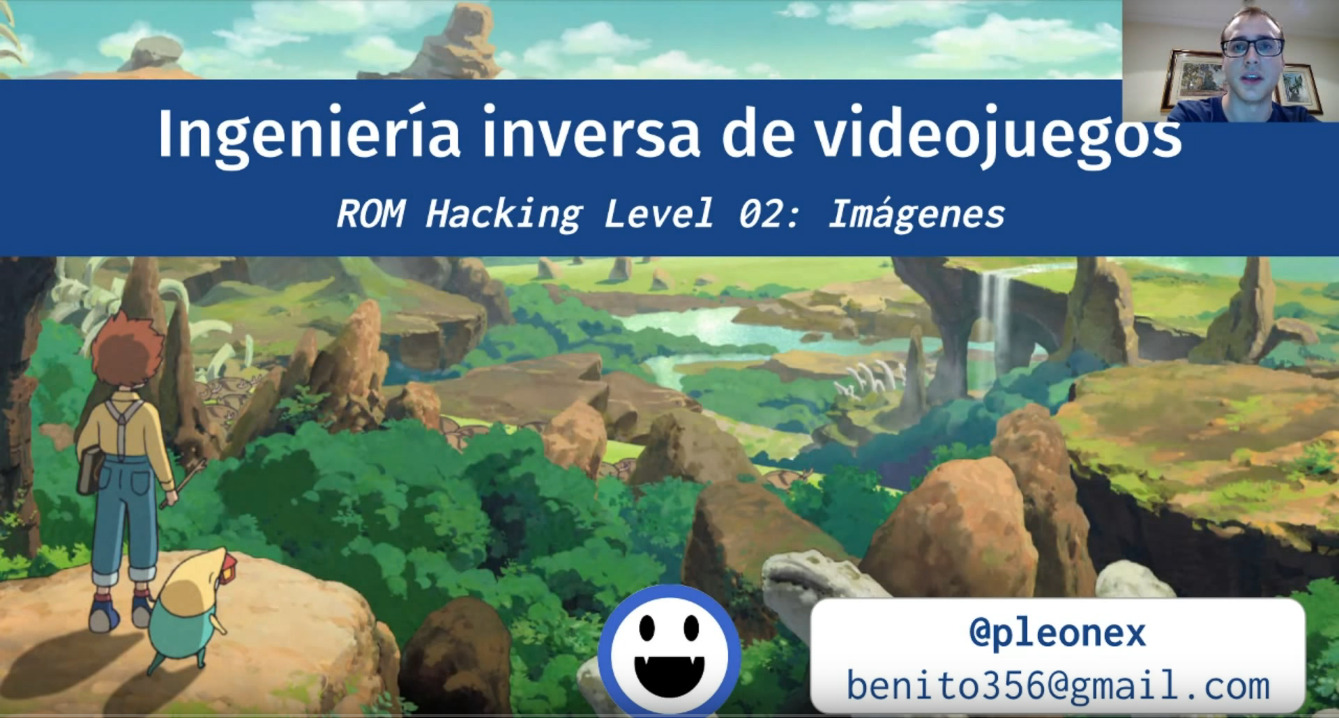 Ingeniería inversa de videojuegos
ROM Hacking Level 02: Imágenes
@pleonex
benito356@gmail.com